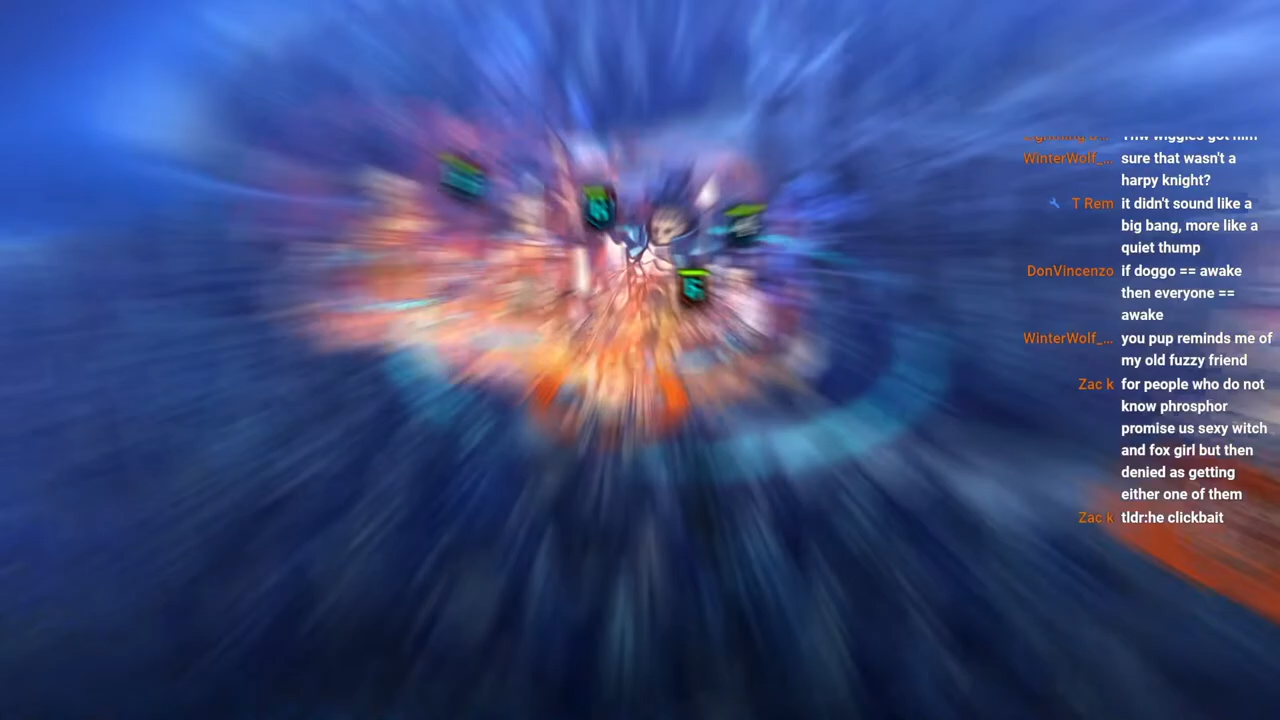 WinterWolf_... sure that wasn't a
harpy knight?
T Rem it didn't sound like a
big bang, more like a
quiet thump
DonVincenzo if doggo == awake
then everyone ==
awake
WinterWolf_... you pup reminds me of
my old fuzzy friend
Zac k for people who do not
know phrosphor
promise us sexy witch
and fox girl but then
denied as getting
either one of them
Zac k tldr:he clickbait